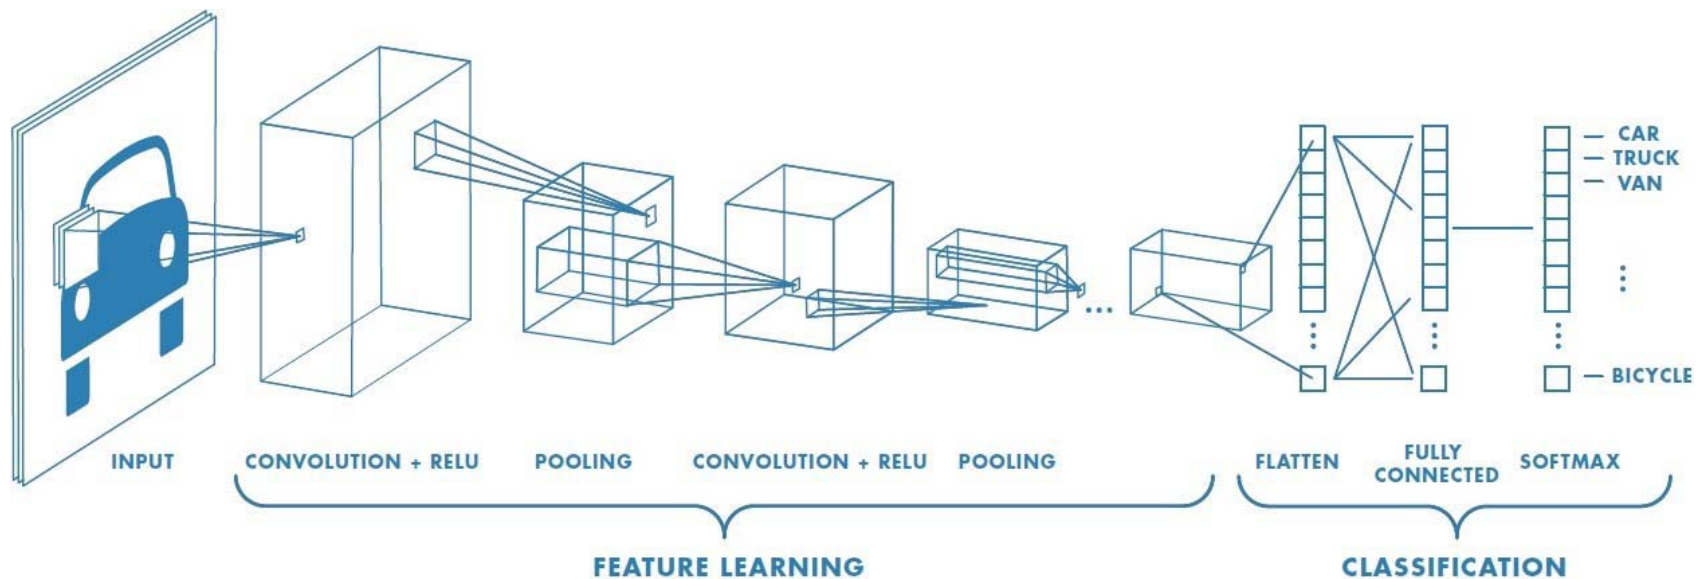 CAR
TRUCK
VAN
BICYCLE
INPUT
CONVOLUTION + RELU
POOLING
CONVOLUTION + RELU
POOLING
FLATTEN
FULLY
CONNECTED
SOFTMAX
FEATURE LEARNING
CLASSIFICATION